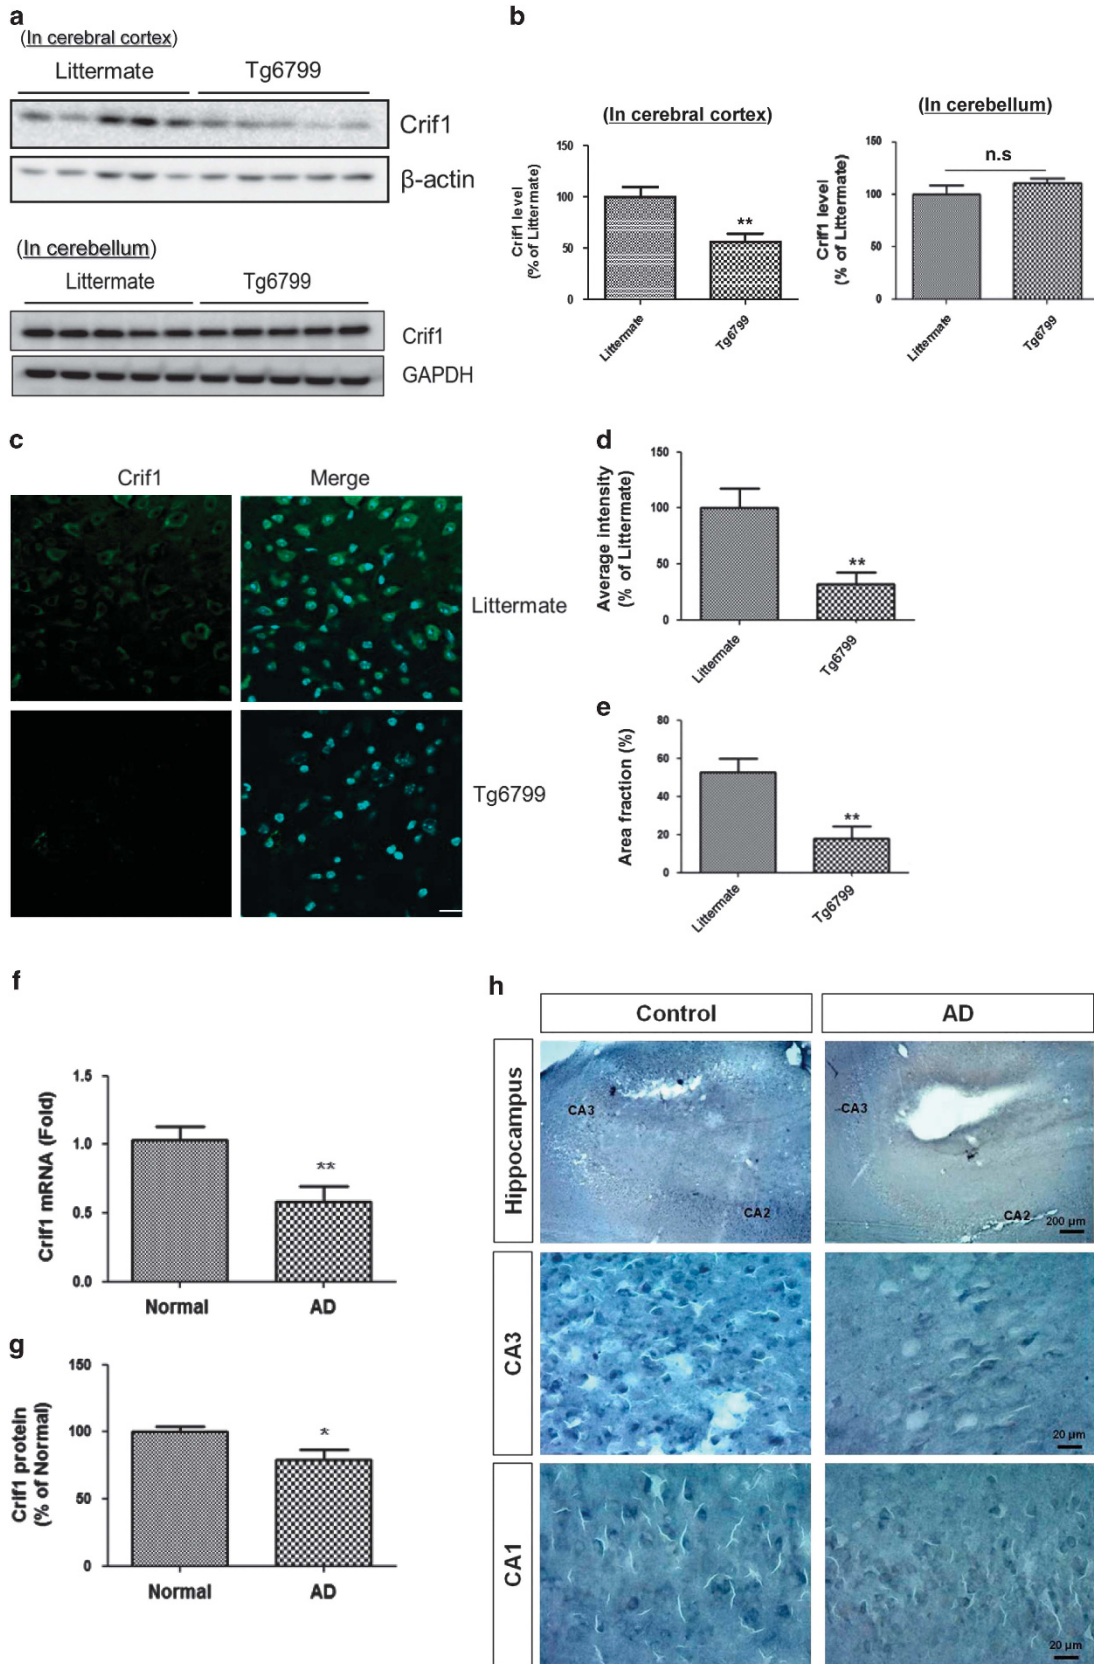 a
(In cerebral cortex)
Littermate Tg6799
Crif1
β-actin
(In cerebellum)
Littermate Tg6799
Crif1
GAPDH
b
(In cerebral cortex)
Crif1 level
(% of Littermate)
150
100
50
0
**
Littermate
Tg6799
(In cerebellum)
Crif1 level
(% of Littermate)
150
100
50
0
n.s
Littermate
Tg6799
c
Crif1 Merge
Littermate
Tg6799
d
Average intensity
(% of Littermate)
150
100
50
0
**
Littermate
Tg6799
e
Area fraction (%)
80
60
40
20
0
**
Littermate
Tg6799
f
Crif1 mRNA (Fold)
1.5
1.0
0.5
0.0
**
Normal AD
g
Crif1 protein
(% of Normal)
150
100
50
0
*
Normal AD
h
Control AD
Hippocampus
CA3
CA2
CA3
CA2
200 µm
CA3
20 µm
CA1
20 µm